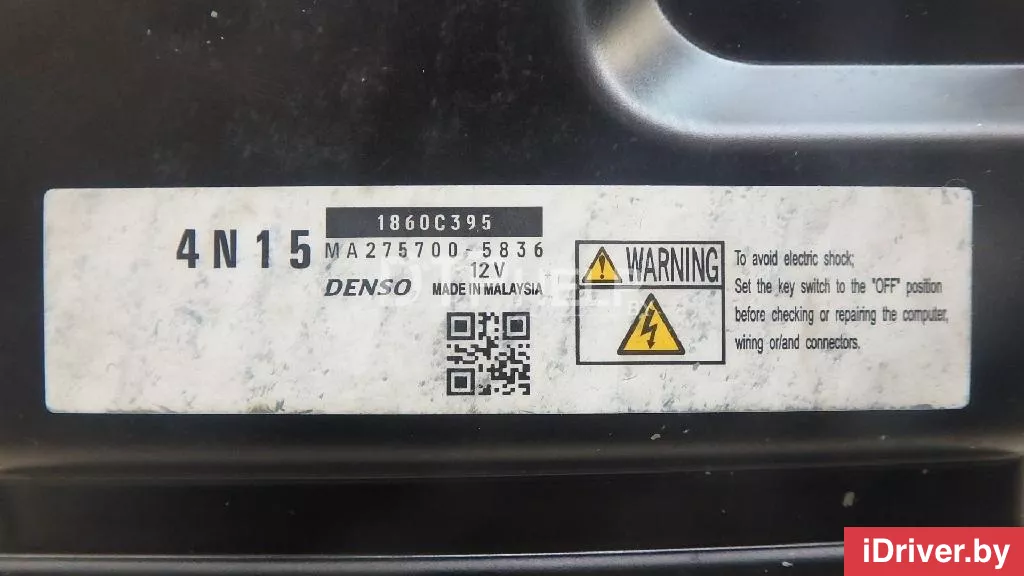 4N15
1860C395
MA275700-5836
12V
DENSO MADE IN MALAYSIA
WARNING
To avoid electric shock;
Set the key switch to the "OFF" position
before checking or repairing the computer,
wiring or/and connectors.
iDriver.by